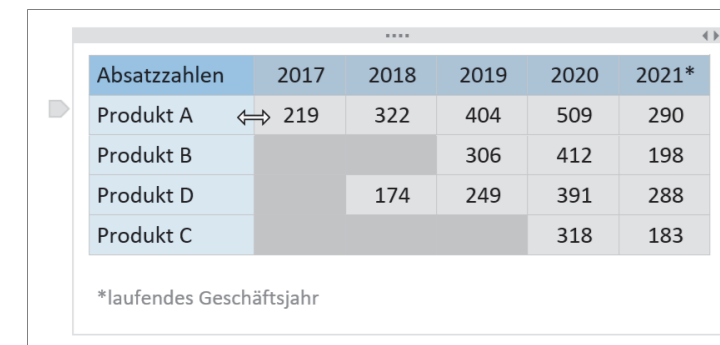 Absatzzahlen 2017 2018 2019 2020 2021*
Produkt A 219 322 404 509 290
Produkt B 306 412 198
Produkt D 174 249 391 288
Produkt C 318 183
*laufendes Geschäftsjahr